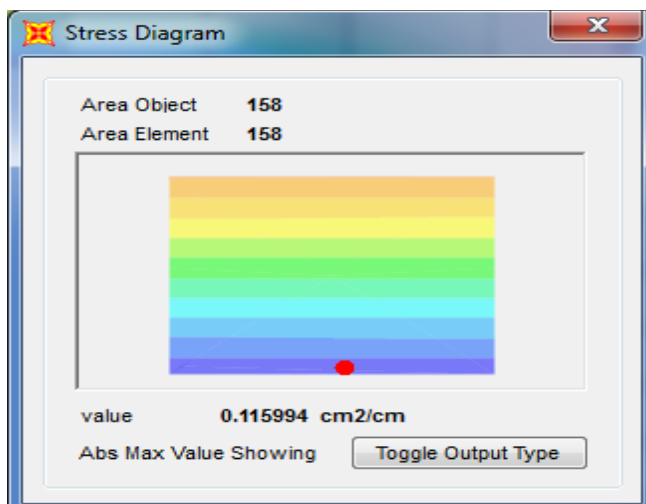 Stress Diagram
Area Object 158
Area Element 158
value 0.115994 cm2/cm
Abs Max Value Showing Toggle Output Type